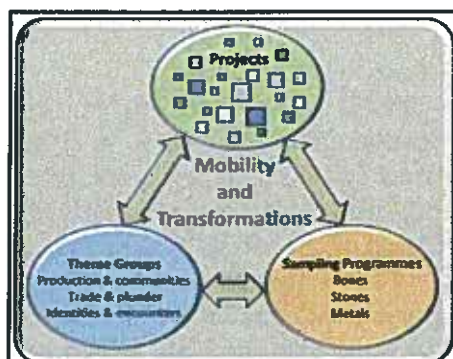 Projects
Mobility
and
Transformations
Theme Groups
Production & communities
Trade & plunder
Identities & encounters
Sampling Programmes
Bones
Stones
Metals